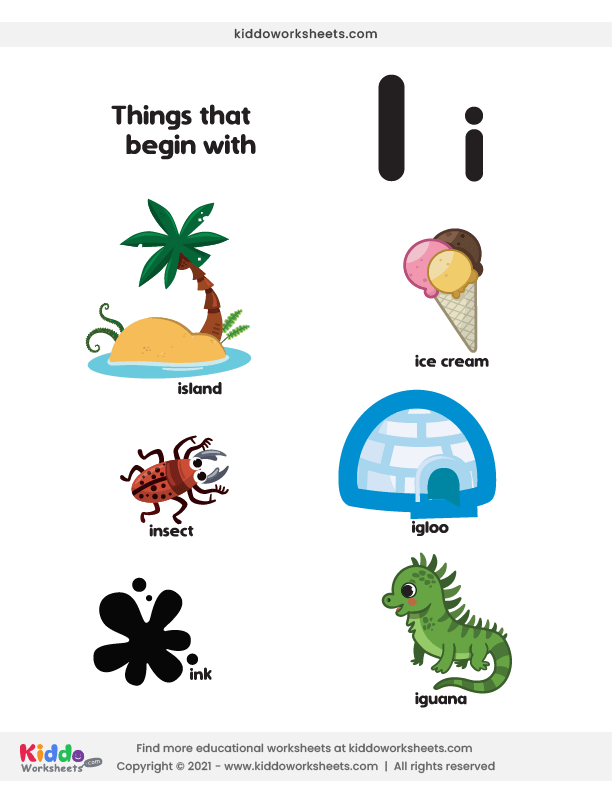 kiddoworksheets.com
Things that
begin with
I i
island
ice cream
insect
igloo
ink
iguana
Kiddo
Worksheets .com
Find more educational worksheets at kiddoworksheets.com
Copyright © 2021 - www.kiddoworksheets.com | All rights reserved